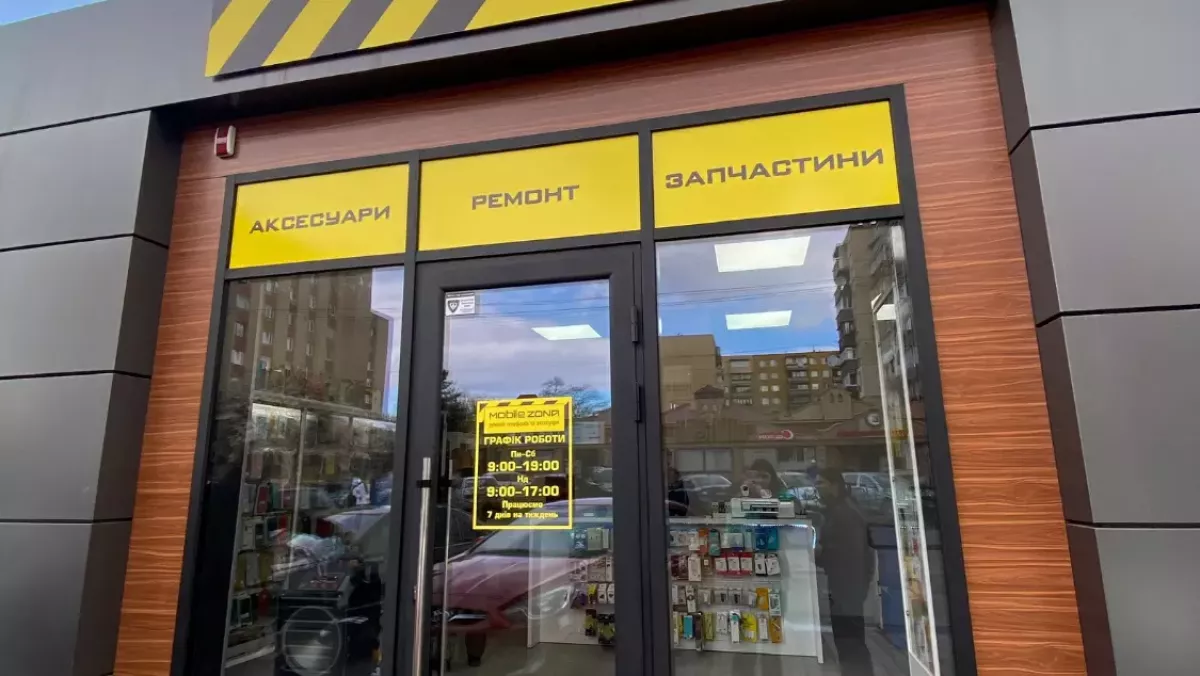 АКСЕСУАРИ
РЕМОНТ
ЗАПЧАСТИНИ
MOBILE ZONA
ГРАФІК РОБОТИ
Пн-Сб
9:00-19:00
Нд
9:00-17:00
Працюємо
7 днів на тиждень